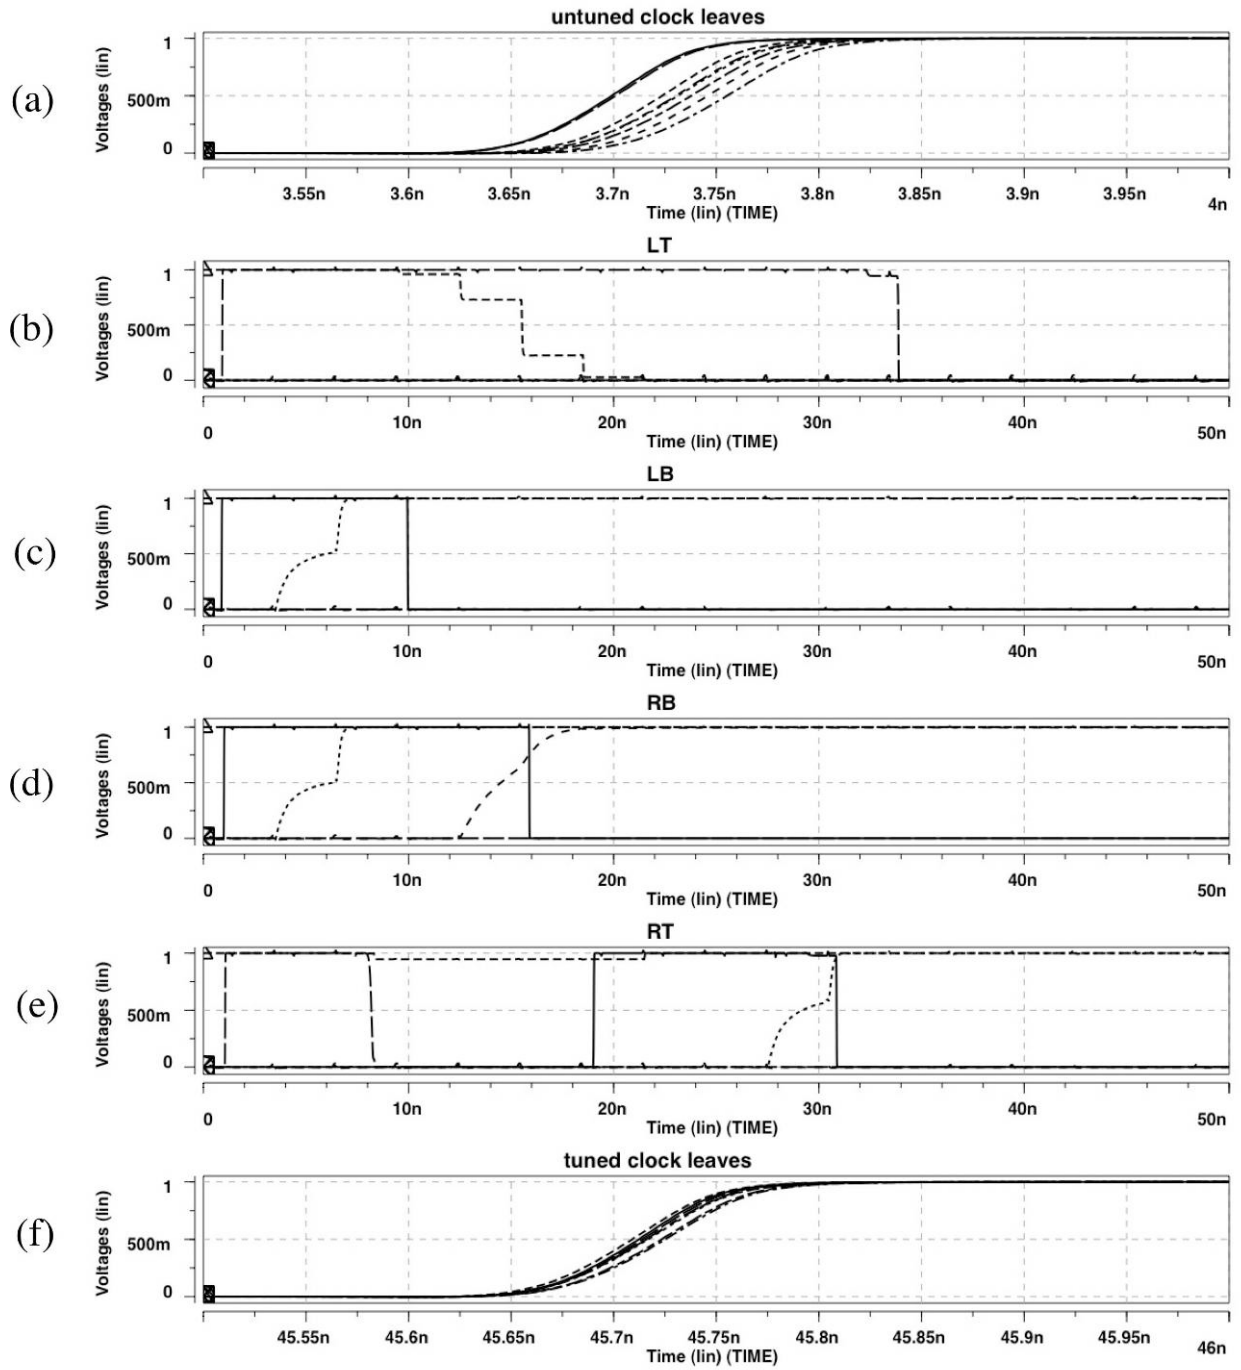 untuned clock leaves
(a)
Voltages (lin)
1
500m
0
3.55n 3.6n 3.65n 3.7n 3.75n 3.8n 3.85n 3.9n 3.95n 4n
Time (lin) (TIME)
LT
(b)
Voltages (lin)
1
500m
0
0 10n 20n 30n 40n 50n
Time (lin) (TIME)
LB
(c)
Voltages (lin)
1
500m
0
0 10n 20n 30n 40n 50n
Time (lin) (TIME)
RB
(d)
Voltages (lin)
1
500m
0
0 10n 20n 30n 40n 50n
Time (lin) (TIME)
RT
(e)
Voltages (lin)
1
500m
0
0 10n 20n 30n 40n 50n
Time (lin) (TIME)
tuned clock leaves
(f)
Voltages (lin)
1
500m
0
45.55n 45.6n 45.65n 45.7n 45.75n 45.8n 45.85n 45.9n 45.95n 46n
Time (lin) (TIME)